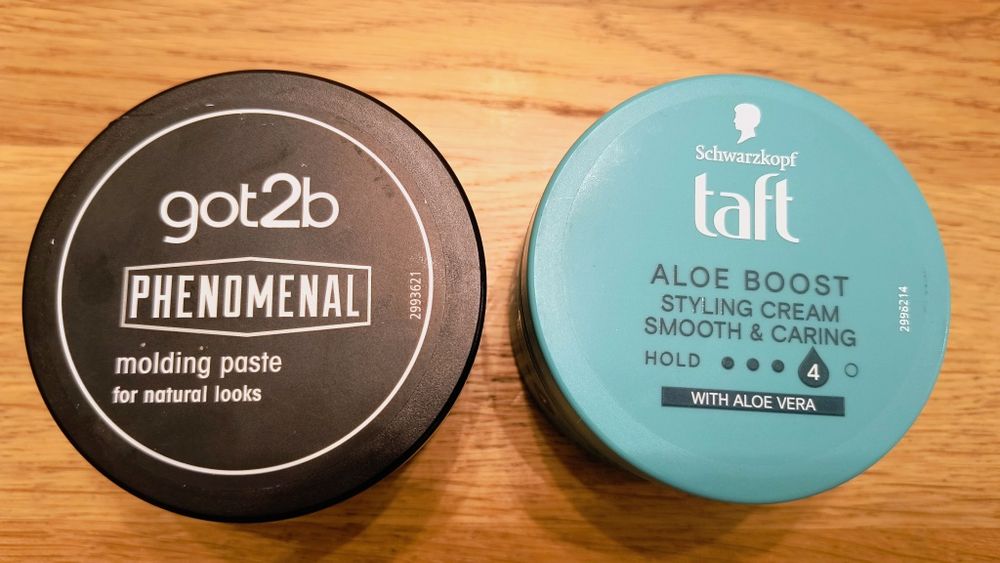 got2b
PHENOMENAL
molding paste
for natural looks
2993621
Schwarzkopf
taft
ALOE BOOST
STYLING CREAM
SMOOTH & CARING
HOLD 4
WITH ALOE VERA
2998214